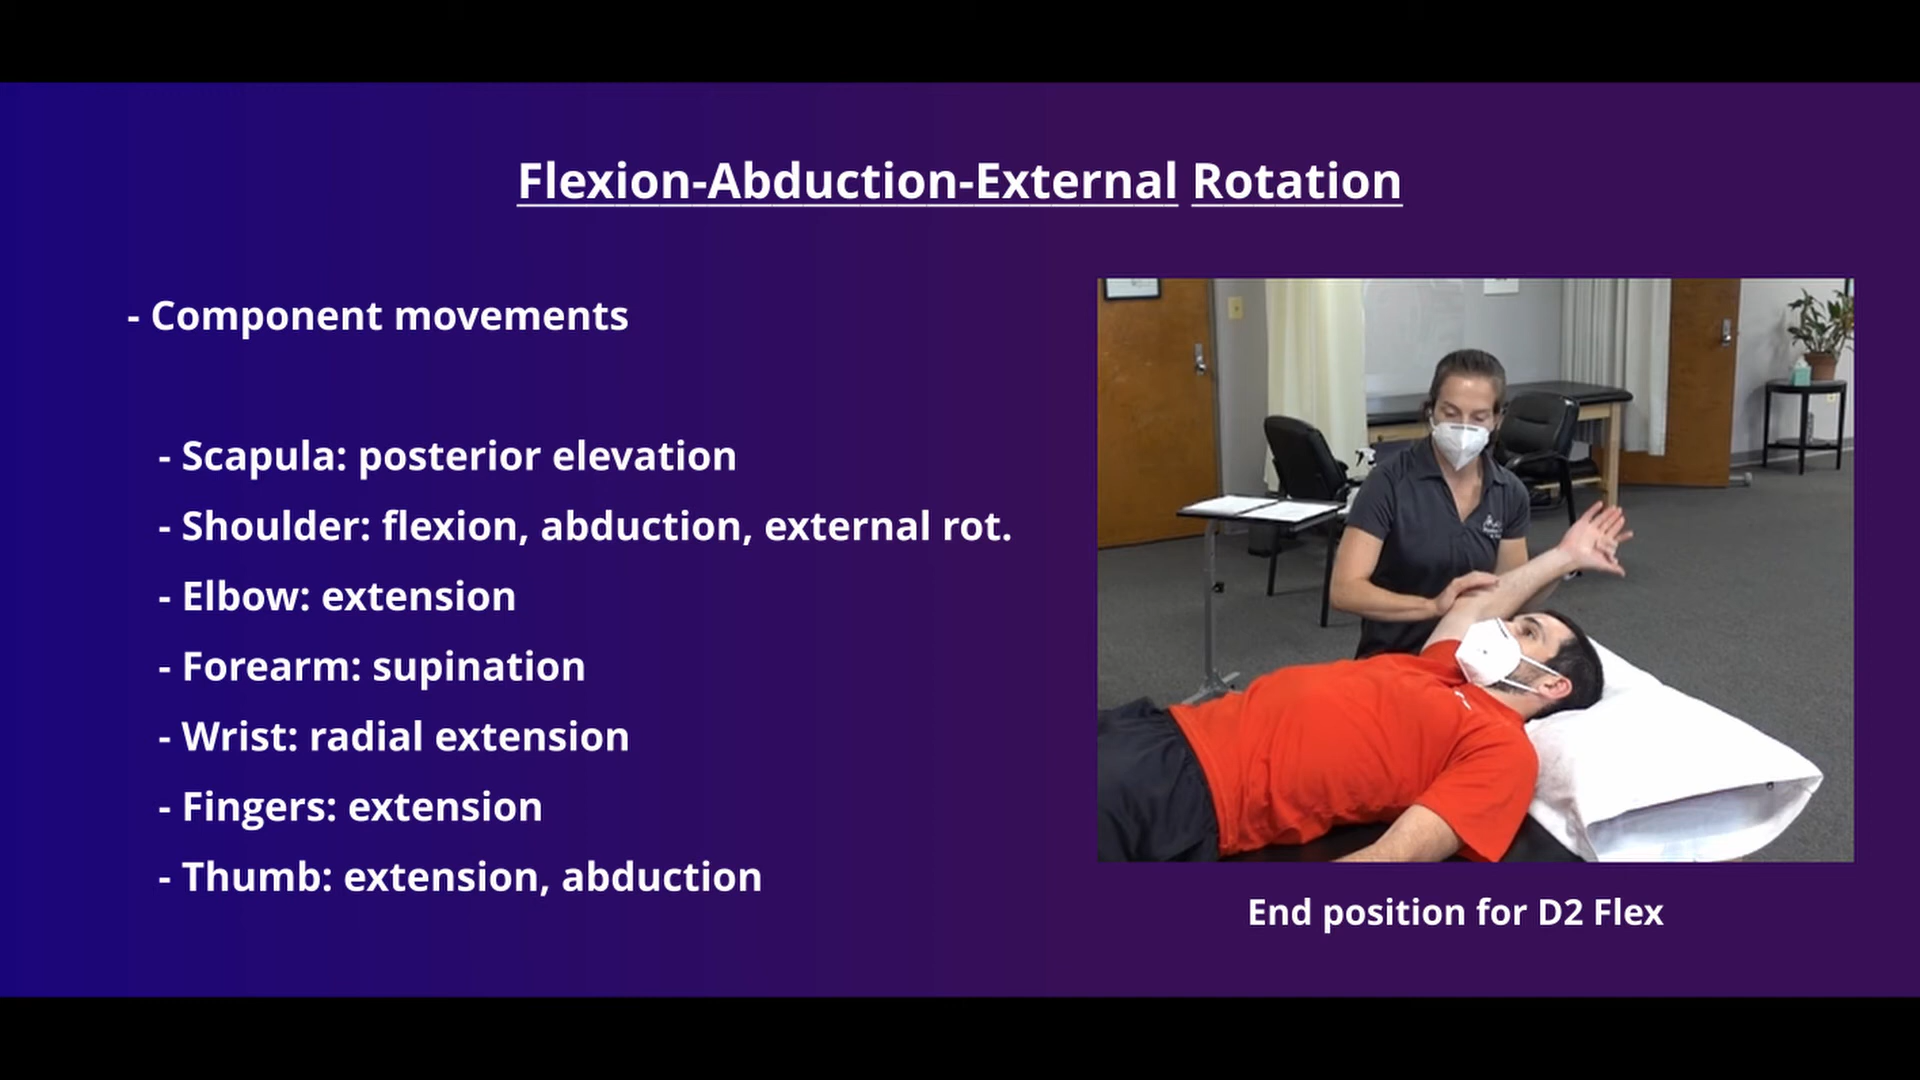 Flexion-Abduction-External Rotation
- Component movements
- Scapula: posterior elevation
- Shoulder: flexion, abduction, external rot.
- Elbow: extension
- Forearm: supination
- Wrist: radial extension
- Fingers: extension
- Thumb: extension, abduction
End position for D2 Flex